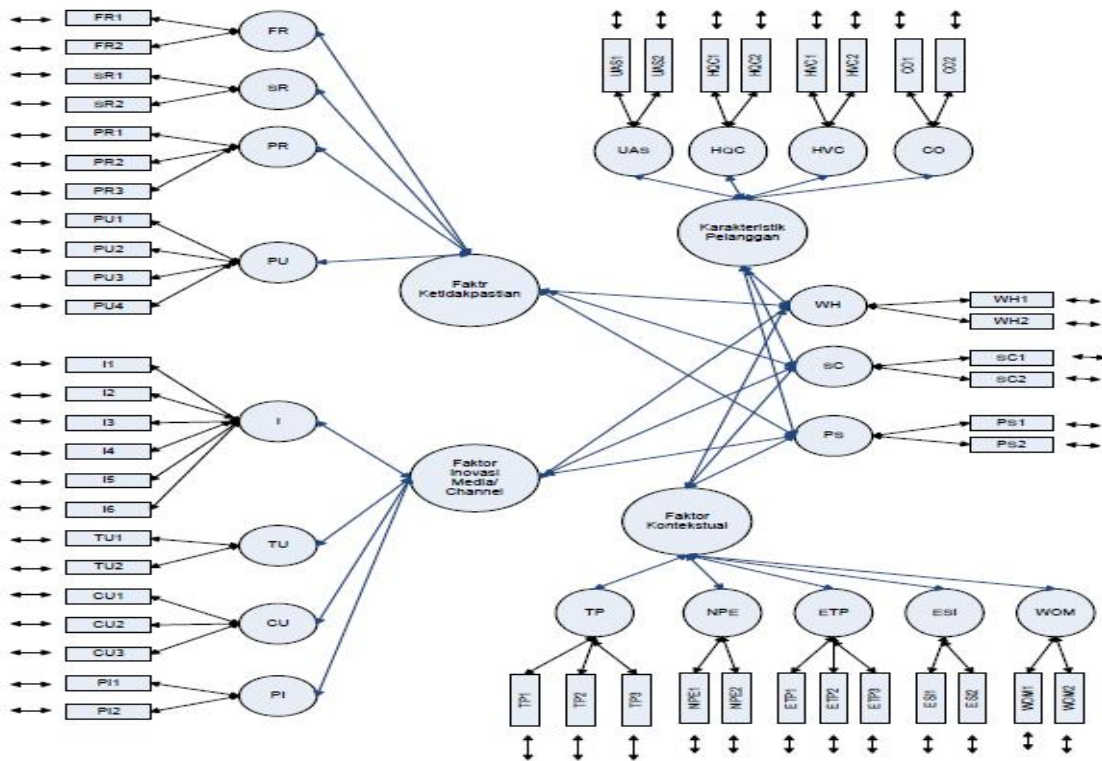 FR1
FR2
SR1
SR2
PR1
PR2
PR3
PU1
PU2
PU3
PU4
FR
SR
PR
PU
Faktr
Ketidakpastian
UAS1
UAS2
HQC1
HQC2
HVC1
HVC2
CO1
CO2
UAS
HQC
HVC
CO
Karakteristik
Pelanggan
WH
SC
PS
WH1
WH2
SC1
SC2
PS1
PS2
I1
I2
I3
I4
I5
I6
TU1
TU2
CU1
CU2
CU3
PI1
PI2
I
TU
CU
PI
Faktor
Inovasi
Media/
Channel
Faktor
Kontekstual
TP
NPE
ETP
ESI
WOM
TP1
TP2
TP3
NPE1
NPE2
ETP1
ETP2
ETP3
ESI1
ESI2
WOM1
WOM2